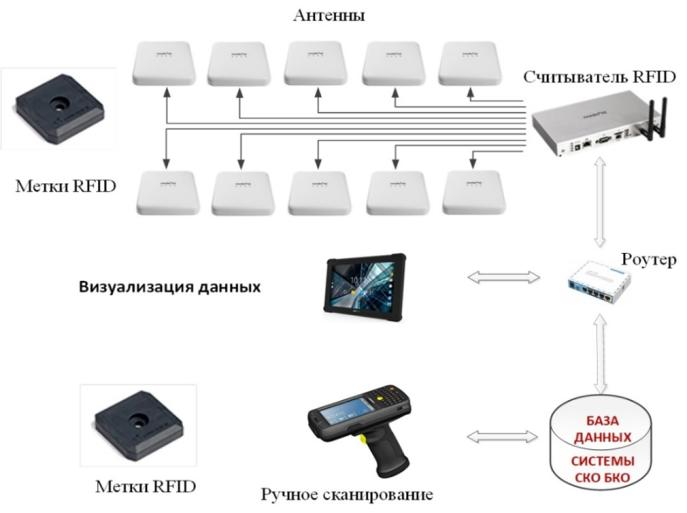 Антенны
Считыватель RFID
Метки RFID
Роутер
Визуализация данных
БАЗА
ДАННЫХ
СИСТЕМЫ
СКО БКО
Метки RFID
Ручное сканирование